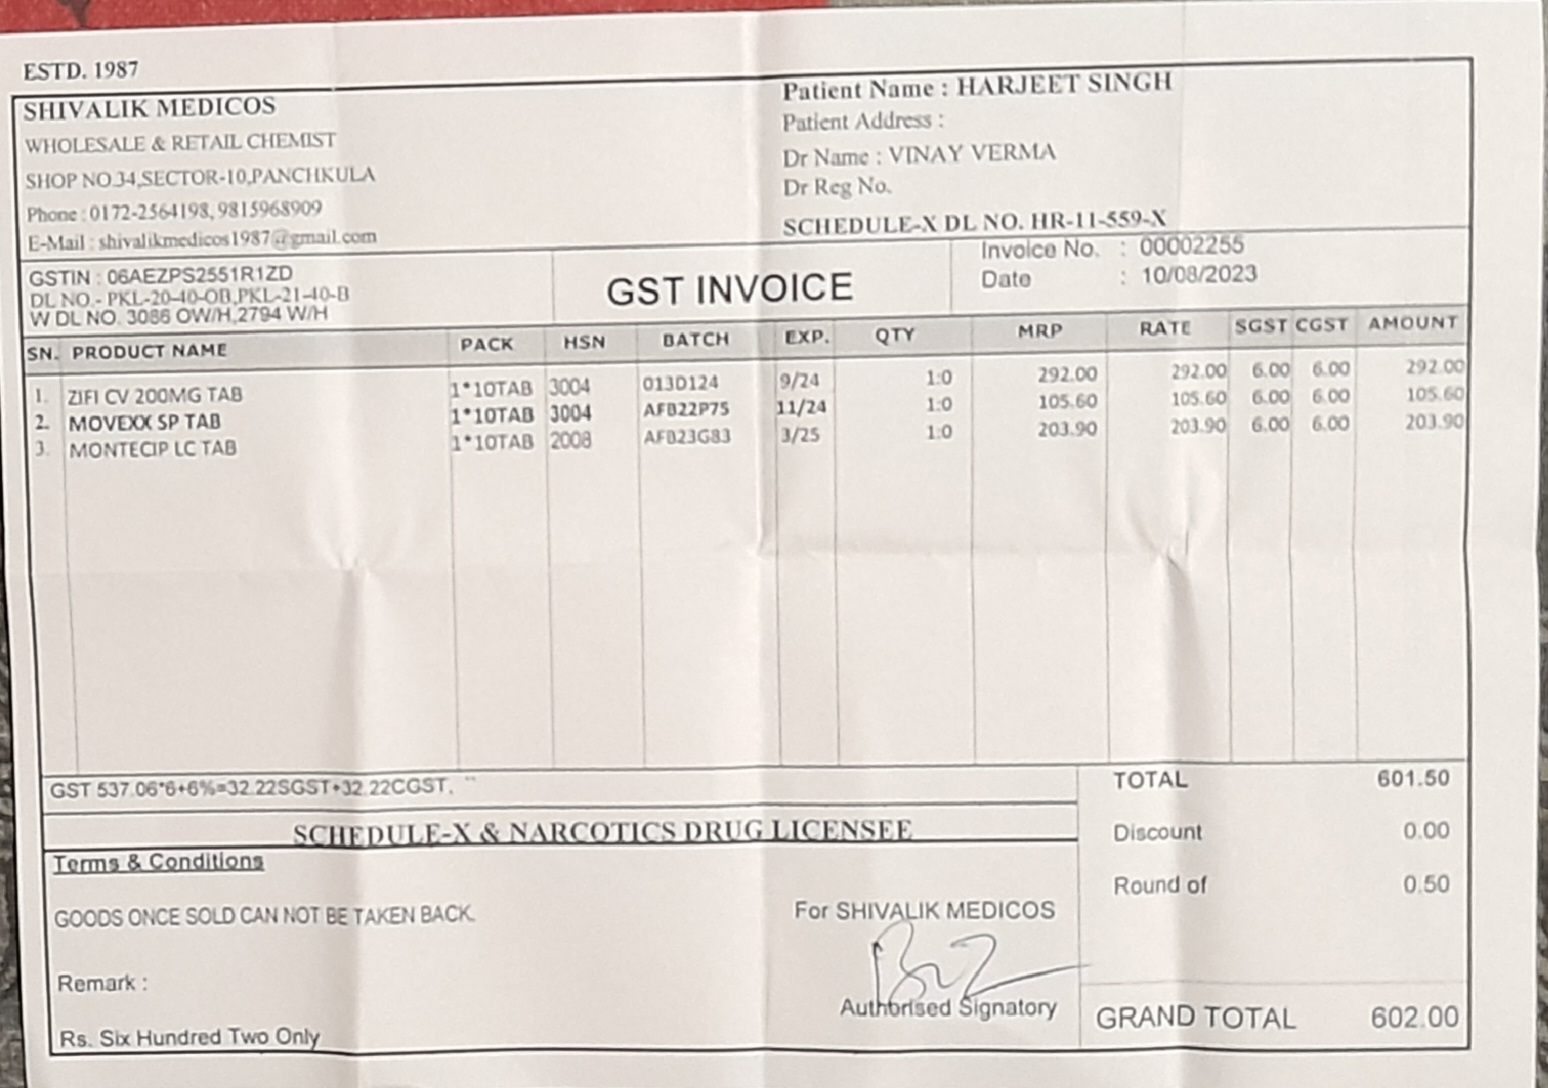 ESTD. 1987
SHIVALIK MEDICOS
WHOLESALE & RETAIL CHEMIST
SHOP NO.34,SECTOR-10,PANCHKULA
Phone : 0172-2564198, 9815968909
E-Mail : shivalikmedicos1987@gmail.com
Patient Name : HARJEET SINGH
Patient Address :
Dr Name : VINAY VERMA
Dr Reg No.
SCHEDULE-X DL NO. HR-11-559-X
GSTIN : 06AEZPS2551R1ZD
DL NO.- PKL-20-40-OB,PKL-21-40-B
W DL NO. 3086 OW/H,2794 W/H
GST INVOICE
Invoice No. : 00002255
Date : 10/08/2023
SN. PRODUCT NAME PACK HSN BATCH EXP. QTY MRP RATE SGST CGST AMOUNT
1. ZIFI CV 200MG TAB 1*10TAB 3004 013D124 9/24 1:0 292.00 292.00 6.00 6.00 292.00
2. MOVEXX SP TAB 1*10TAB 3004 AFB22P75 11/24 1:0 105.60 105.60 6.00 6.00 105.60
3. MONTECIP LC TAB 1*10TAB 2008 AFB23G83 3/25 1:0 203.90 203.90 6.00 6.00 203.90
GST 537.06*6+6%=32.22SGST+32.22CGST.
SCHEDULE-X & NARCOTICS DRUG LICENSEE
Terms & Conditions
GOODS ONCE SOLD CAN NOT BE TAKEN BACK.
Remark :
Rs. Six Hundred Two Only
For SHIVALIK MEDICOS
Authorised Signatory
TOTAL 601.50
Discount 0.00
Round of 0.50
GRAND TOTAL 602.00